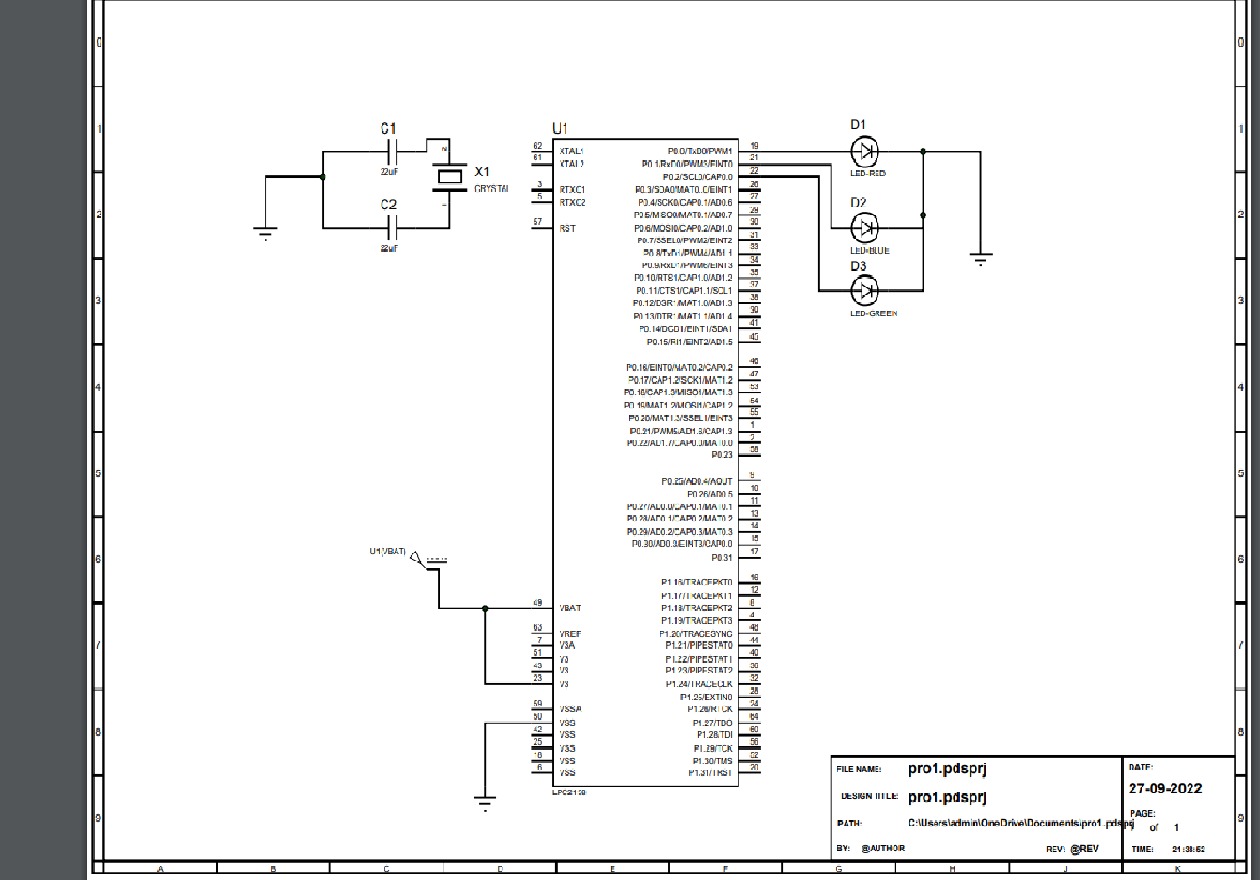 C1
22uF
C2
22uF
X1
CRYSTAL
U1
62 XTAL1
61 XTAL2
3 RTXC1
5 RTXC2
57 RST
49 VBAT
63 VREF
7 V3A
51 V3
43 V3
23 V3
59 VSSA
50 VSS
42 VSS
25 VSS
18 VSS
6 VSS
P0.0/TxD0/PWM1 19
P0.1/RxD0/PWM3/EINT0 21
P0.2/SCL0/CAP0.0 22
P0.3/SDA0/MAT0.0/EINT1 26
P0.4/SCK0/CAP0.1/AD0.6 27
P0.5/MISO0/MAT0.1/AD0.7 29
P0.6/MOSI0/CAP0.2/AD1.0 30
P0.7/SSEL0/PWM2/EINT2 31
P0.8/TxD1/PWM4/AD1.1 33
P0.9/RxD1/PWM6/EINT3 34
P0.10/RTS1/CAP1.0/AD1.2 35
P0.11/CTS1/CAP1.1/SCL1 37
P0.12/DSR1/MAT1.0/AD1.3 38
P0.13/DTR1/MAT1.1/AD1.4 39
P0.14/DCD1/EINT1/SDA1 41
P0.15/RI1/EINT2/AD1.5 45
P0.16/EINT0/MAT0.2/CAP0.2 46
P0.17/CAP1.2/SCK1/MAT1.2 47
P0.18/CAP1.3/MISO1/MAT1.3 53
P0.19/MAT1.2/MOSI1/CAP1.2 54
P0.20/MAT1.3/SSEL1/EINT3 55
P0.21/PWM5/AD1.6/CAP1.3 1
P0.22/AD1.7/CAP0.0/MAT0.0 2
P0.23 58
P0.25/AD0.4/AOUT 9
P0.26/AD0.5 10
P0.27/AD0.0/CAP0.1/MAT0.1 11
P0.28/AD0.1/CAP0.2/MAT0.2 13
P0.29/AD0.2/CAP0.3/MAT0.3 14
P0.30/AD0.3/EINT3/CAP0.0 15
P0.31 17
P1.16/TRACEPKT0 16
P1.17/TRACEPKT1 12
P1.18/TRACEPKT2 8
P1.19/TRACEPKT3 4
P1.20/TRACESYNC 48
P1.21/PIPESTAT0 44
P1.22/PIPESTAT1 40
P1.23/PIPESTAT2 36
P1.24/TRACECLK 32
P1.25/EXTIN0 28
P1.26/RTCK 24
P1.27/TDO 64
P1.28/TDI 60
P1.29/TCK 56
P1.30/TMS 52
P1.31/TRST 20
D1
LED-RED
D2
LED-BLUE
D3
LED-GREEN
U1(VBAT)
FILE NAME: pro1.pdsprj
DESIGN TITLE: pro1.pdsprj
PATH: C:\Users\admin\OneDrive\Documents\pro1.pdsprj
BY: @AUTHOR
REV: @REV
DATE:
27-09-2022
PAGE:
of 1
TIME: 21:31:52
0
1
2
3
4
5
6
7
8
9
0
1
2
3
4
5
6
7
8
9
A B C D E F G H J K